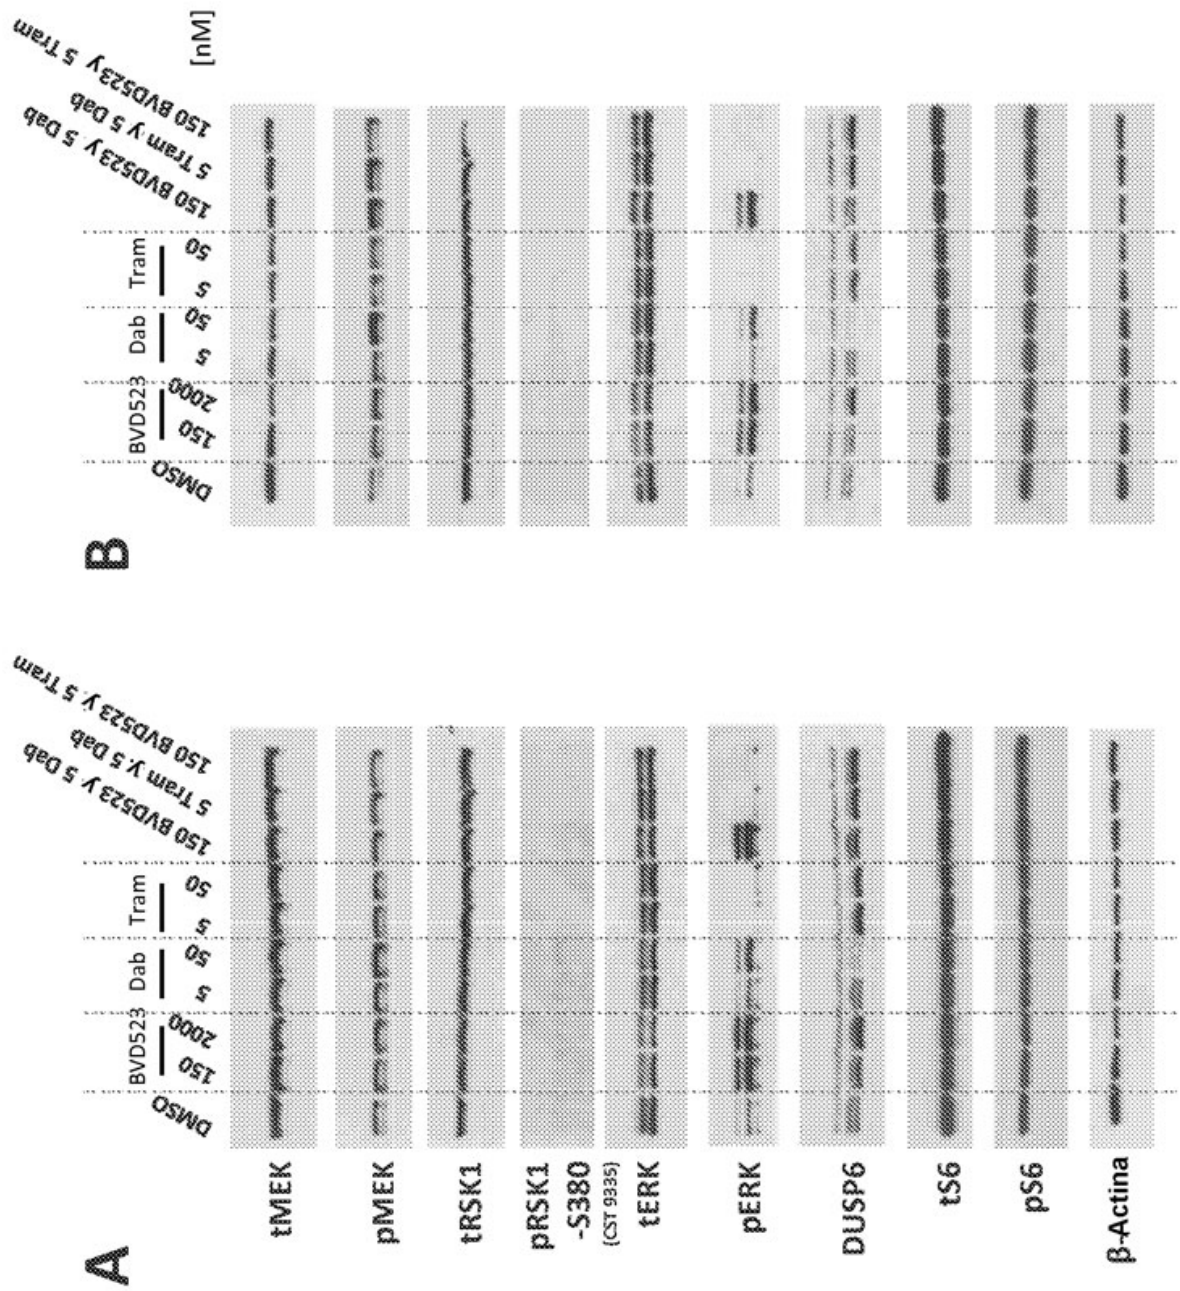 A
BVD523
Dab
Tram
DMSO
150
2000
5
50
5
50
150 BVD523 y. 5 Dab
5 Tram y. 5 Dab
150 BVD523 y. 5 Tram
tMEK
pMEK
tRSK1
pRSK1
-S380
(CST 9335)
tERK
pERK
DUSP6
tS6
pS6
β-Actina
B
BVD523
Dab
Tram
DMSO
150
2000
5
50
5
50
150 BVD523 y. 5 Dab
5 Tram y. 5 Dab
150 BVD523 y 5 Tram
[nM]